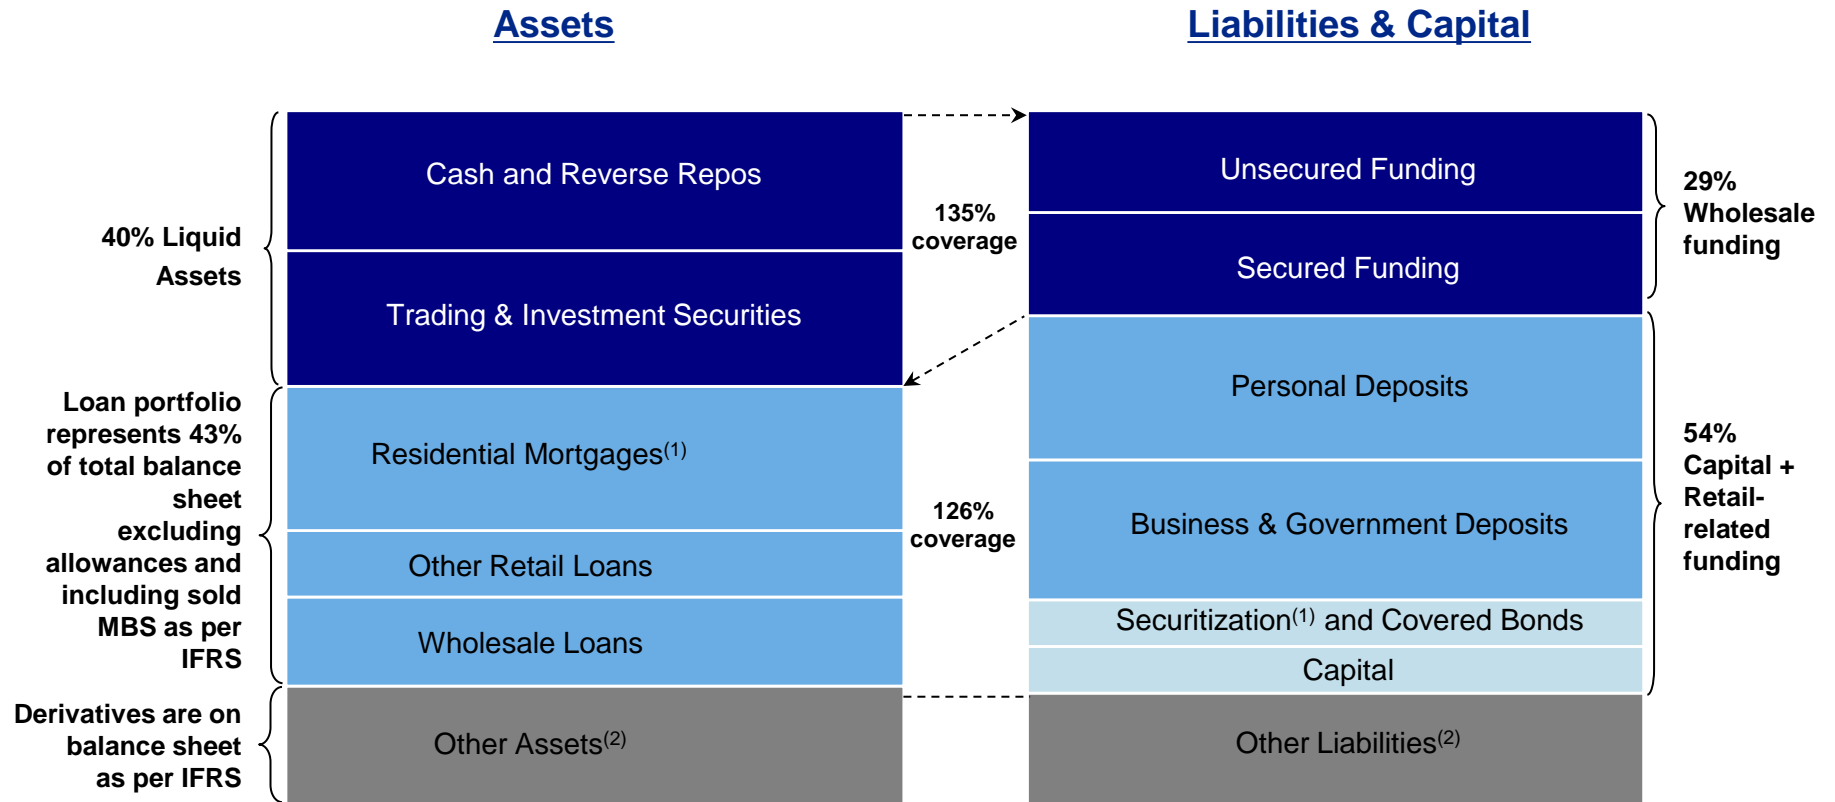 Assets
Liabilities & Capital
40% Liquid
Assets
Loan portfolio
represents 43%
of total balance
sheet
excluding
allowances and
including sold
MBS as per
IFRS
Derivatives are on
balance sheet
as per IFRS
Cash and Reverse Repos
Trading & Investment Securities
Residential Mortgages(1)
Other Retail Loans
Wholesale Loans
Other Assets(2)
135%
coverage
126%
coverage
Unsecured Funding
Secured Funding
Personal Deposits
Business & Government Deposits
Securitization(1) and Covered Bonds
Capital
Other Liabilities(2)
29%
Wholesale
funding
54%
Capital +
Retail-
related
funding